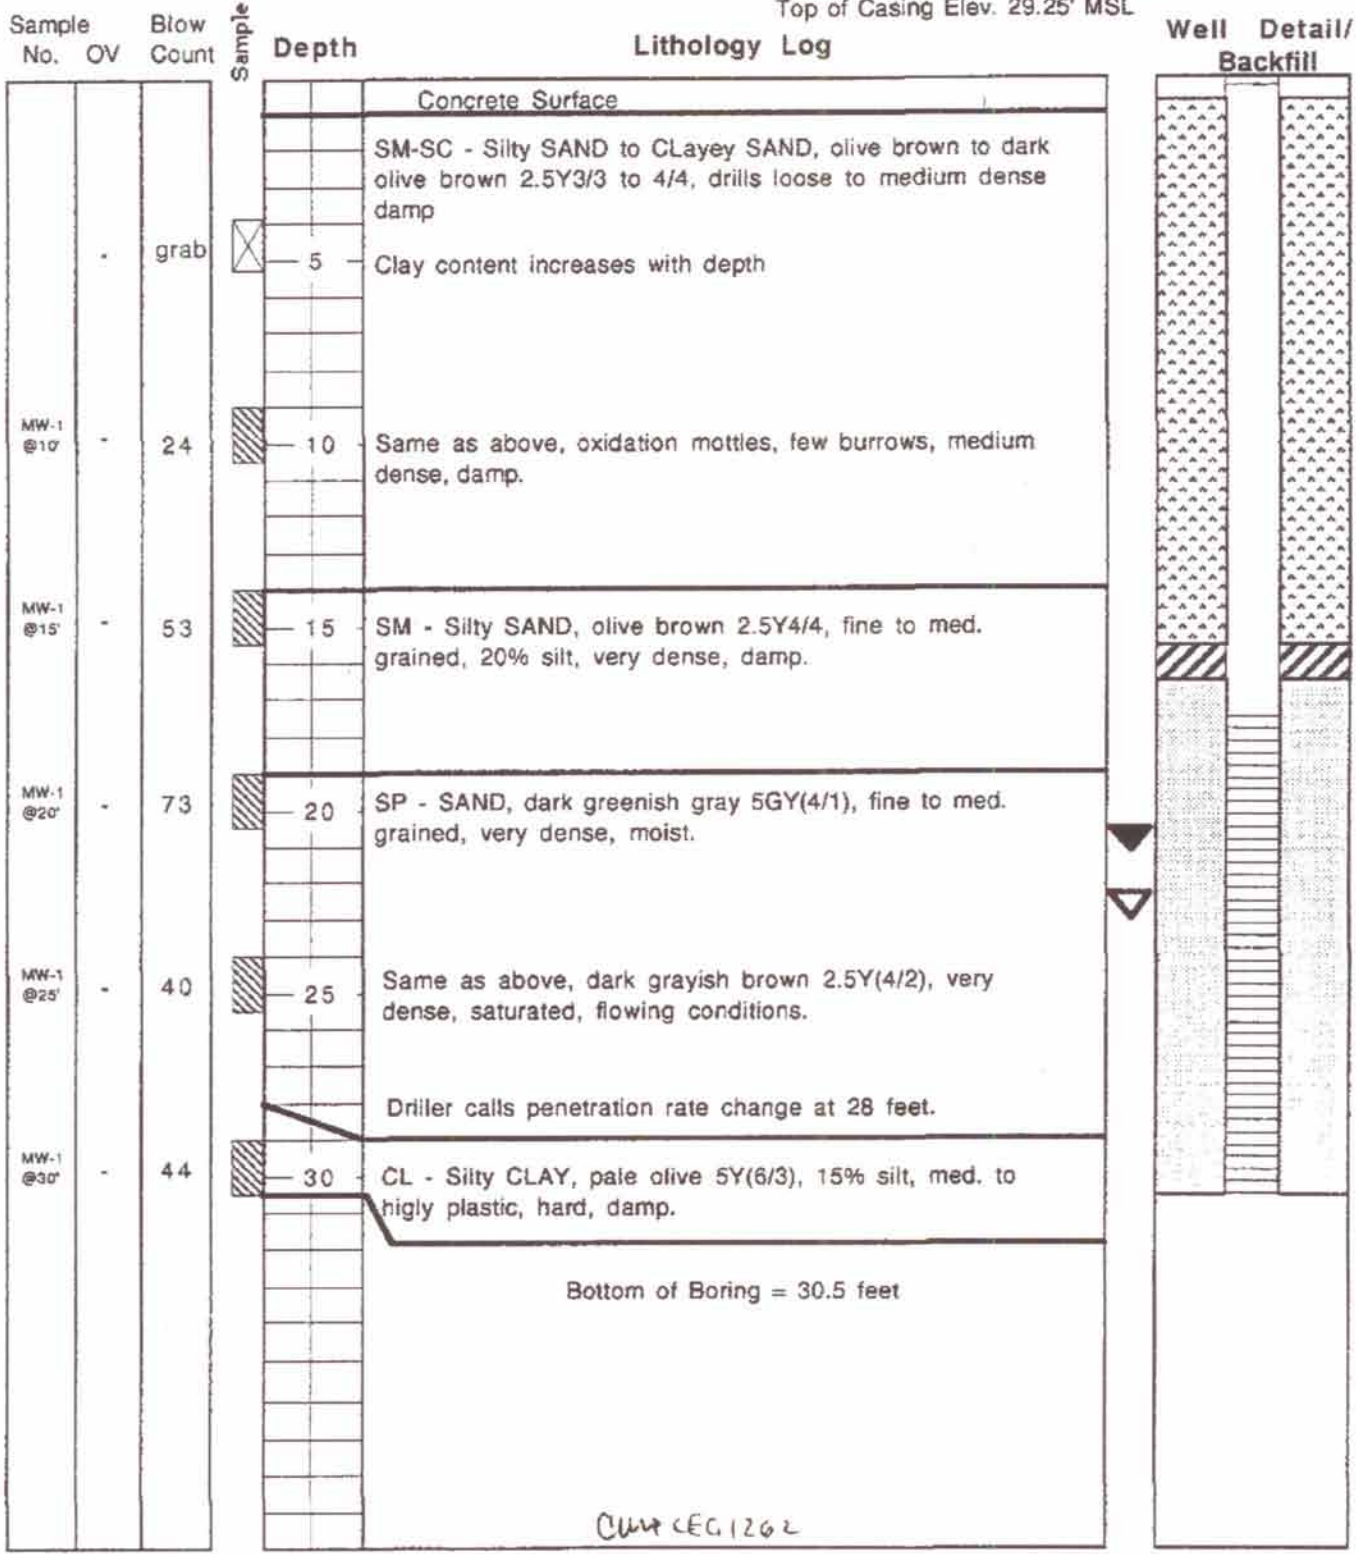 Top of Casing Elev. 29.25' MSL
Sample No. OV Blow Count Sample Depth Lithology Log Well Detail/ Backfill
Concrete Surface
SM-SC - Silty SAND to CLayey SAND, olive brown to dark
olive brown 2.5Y3/3 to 4/4, drills loose to medium dense
damp
- grab 5 Clay content increases with depth
MW-1 @10' - 24 10 Same as above, oxidation mottles, few burrows, medium
dense, damp.
MW-1 @15' - 53 15 SM - Silty SAND, olive brown 2.5Y4/4, fine to med.
grained, 20% silt, very dense, damp.
MW-1 @20' - 73 20 SP - SAND, dark greenish gray 5GY(4/1), fine to med.
grained, very dense, moist.
MW-1 @25' - 40 25 Same as above, dark grayish brown 2.5Y(4/2), very
dense, saturated, flowing conditions.
Driller calls penetration rate change at 28 feet.
MW-1 @30' - 44 30 CL - Silty CLAY, pale olive 5Y(6/3), 15% silt, med. to
higly plastic, hard, damp.
Bottom of Boring = 30.5 feet
CEG1262